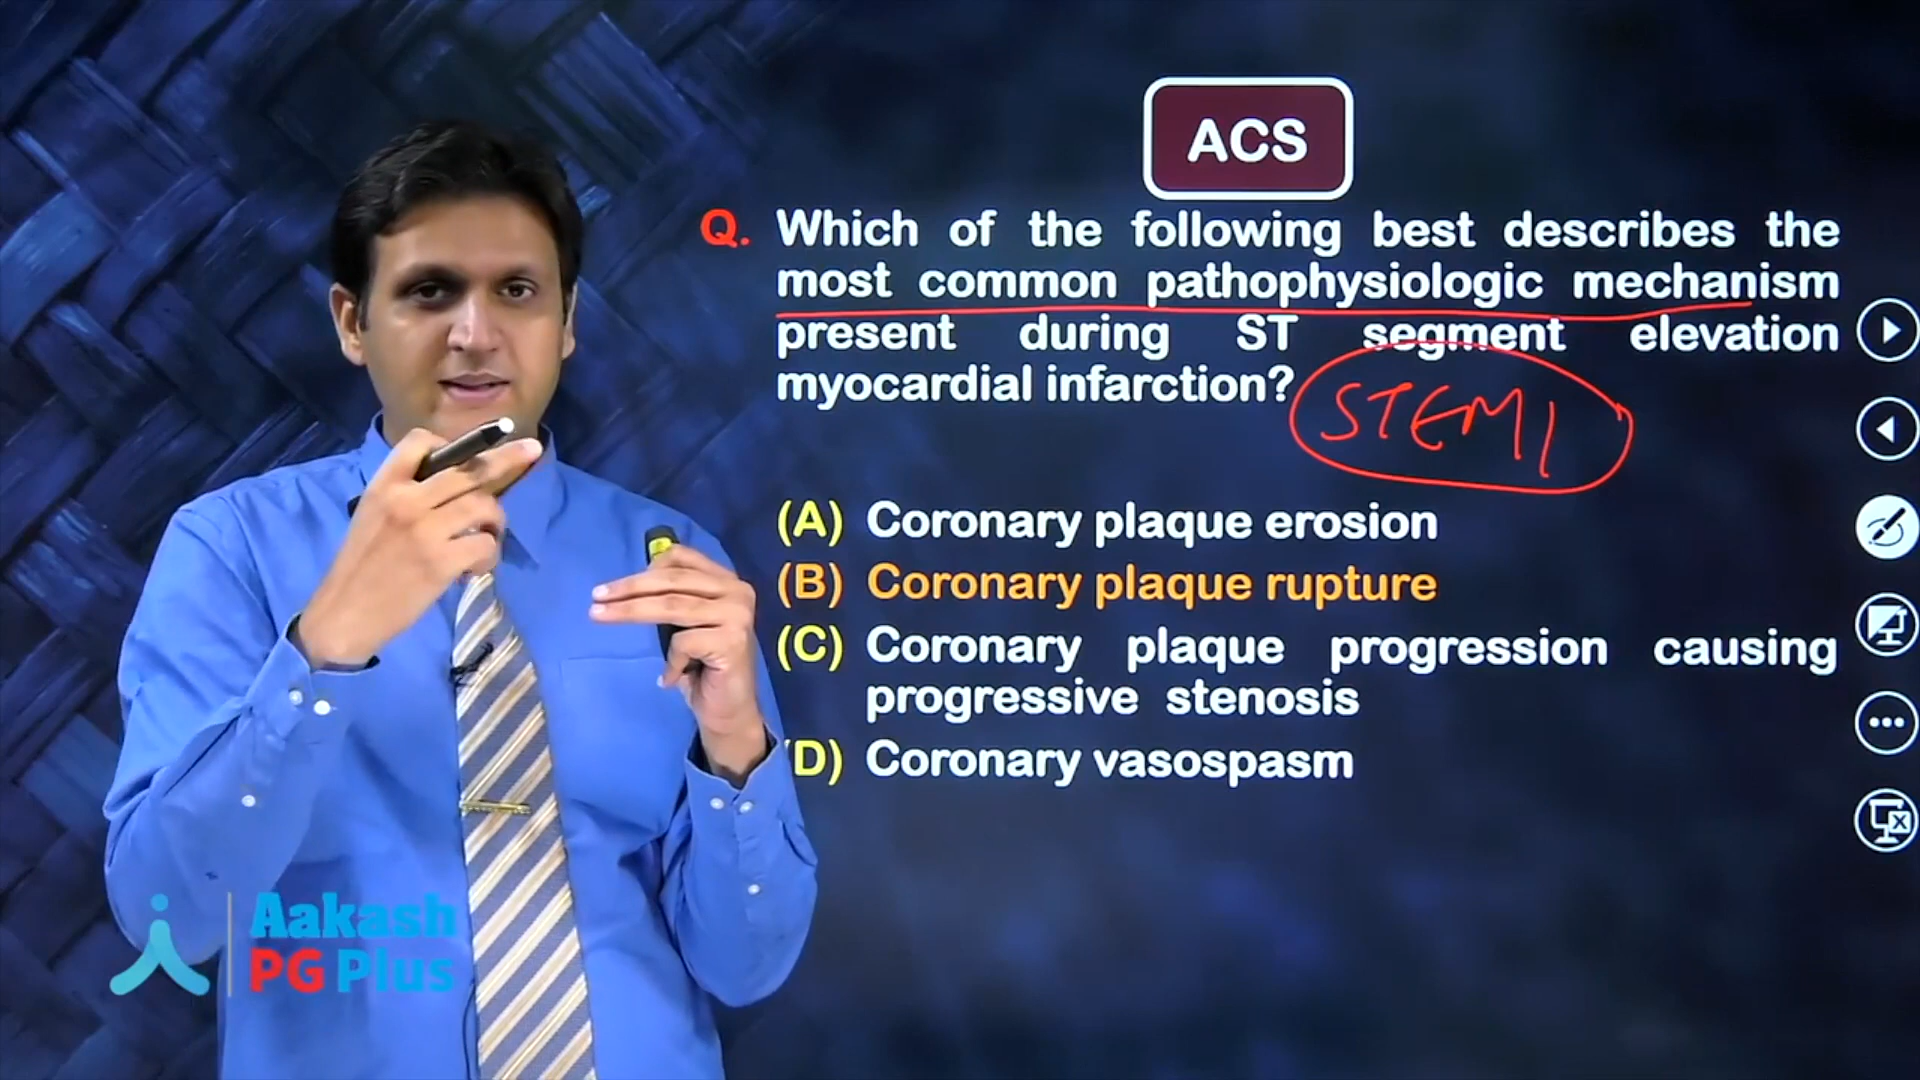 ACS
Q. Which of the following best describes the
most common pathophysiologic mechanism
present during ST segment elevation
myocardial infarction?
STEMI
(A) Coronary plaque erosion
(B) Coronary plaque rupture
(C) Coronary plaque progression causing
progressive stenosis
(D) Coronary vasospasm
Aakash
PG Plus